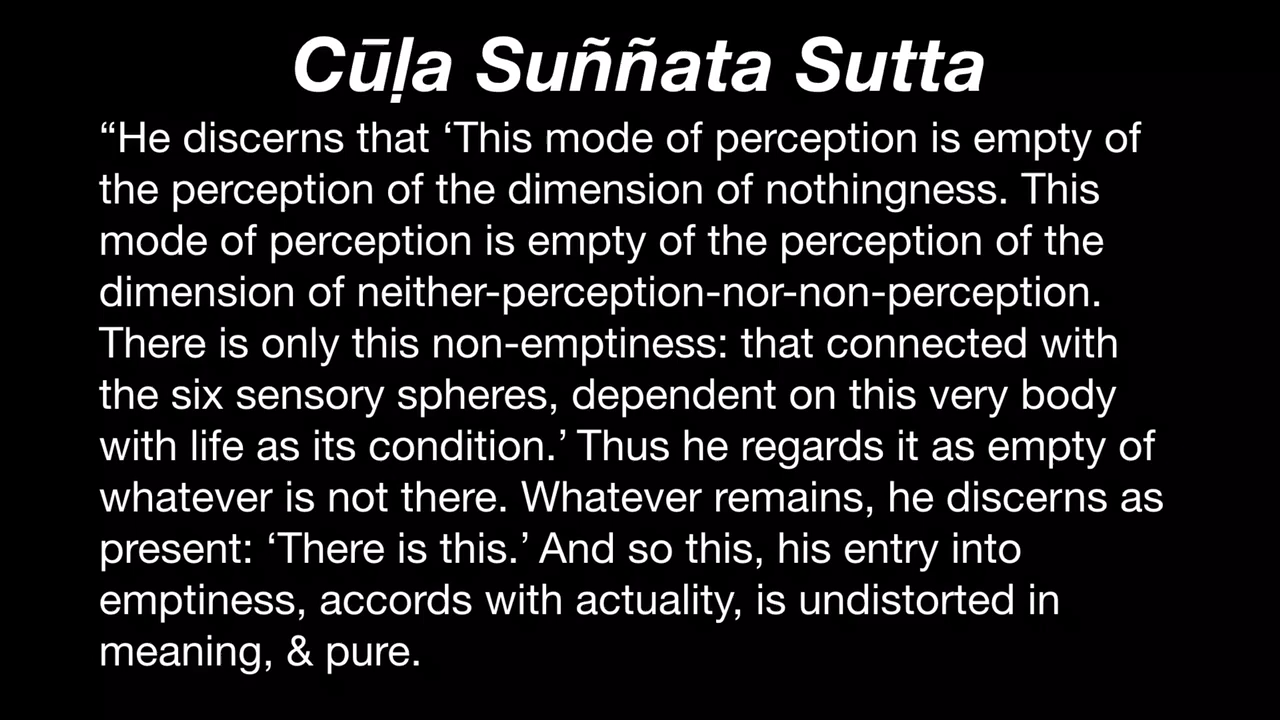 Cūḷa Suññata Sutta
“He discerns that ‘This mode of perception is empty of
the perception of the dimension of nothingness. This
mode of perception is empty of the perception of the
dimension of neither-perception-nor-non-perception.
There is only this non-emptiness: that connected with
the six sensory spheres, dependent on this very body
with life as its condition.’ Thus he regards it as empty of
whatever is not there. Whatever remains, he discerns as
present: ‘There is this.’ And so this, his entry into
emptiness, accords with actuality, is undistorted in
meaning, & pure.